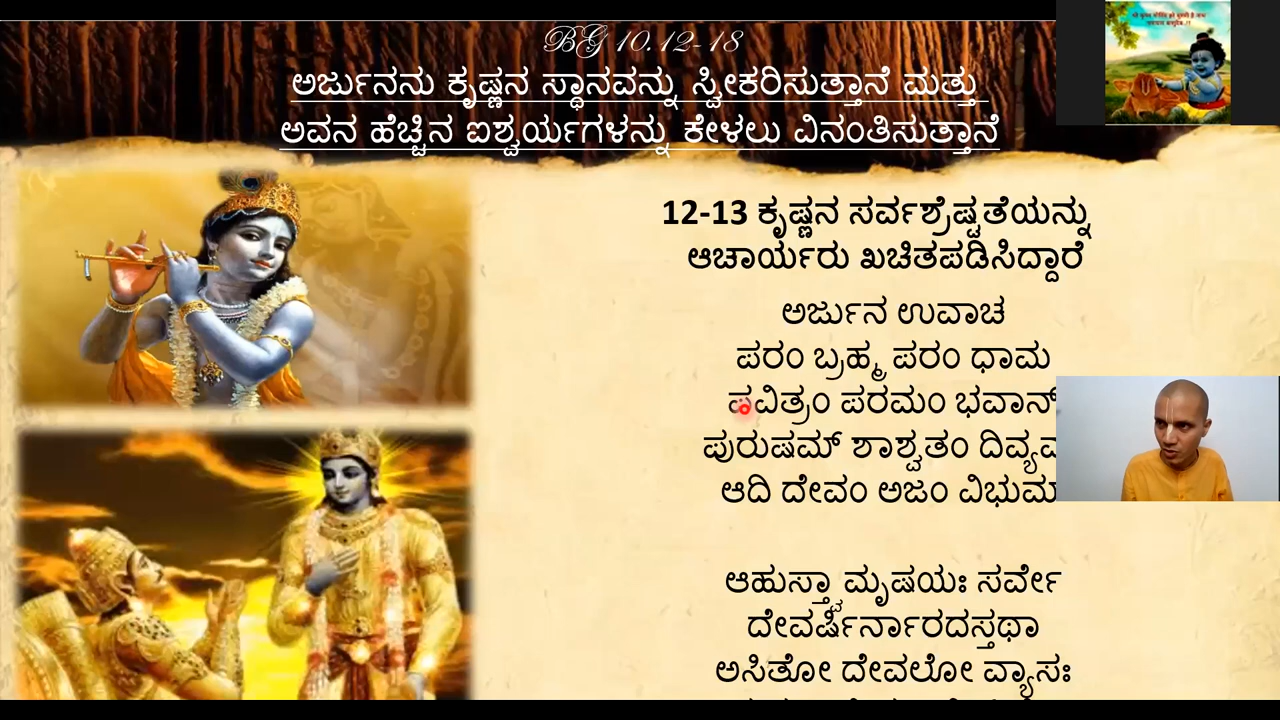 BG 10.12-18
ಅರ್ಜುನನು ಕೃಷ್ಣನ ಸ್ಥಾನವನ್ನು ಸ್ವೀಕರಿಸುತ್ತಾನೆ ಮತ್ತು
ಅವನ ಹೆಚ್ಚಿನ ಐಶ್ವರ್ಯಗಳನ್ನು ಕೇಳಲು ವಿನಂತಿಸುತ್ತಾನೆ
12-13 ಕೃಷ್ಣನ ಸರ್ವಶ್ರೆಷ್ಟತೆಯನ್ನು
ಆಚಾರ್ಯರು ಖಚಿತಪಡಿಸಿದ್ದಾರೆ
ಅರ್ಜುನ ಉವಾಚ
ಪರಂ ಬ್ರಹ್ಮ ಪರಂ ಧಾಮ
ಪವಿತ್ರಂ ಪರಮಂ ಭವಾನ್
ಪುರುಷಮ್ ಶಾಶ್ವತಂ
ಆದಿ ದೇವಂ ಅಜಂ
ಆಹುಸ್ತ್ವಾಮೃಷಯಃ ಸರ್ವೇ
ದೇವರ್ಷಿರ್ನಾರದಸ್ತಥಾ
ಅಸಿತೋ ದೇವಲೋ ವ್ಯಾಸಃ